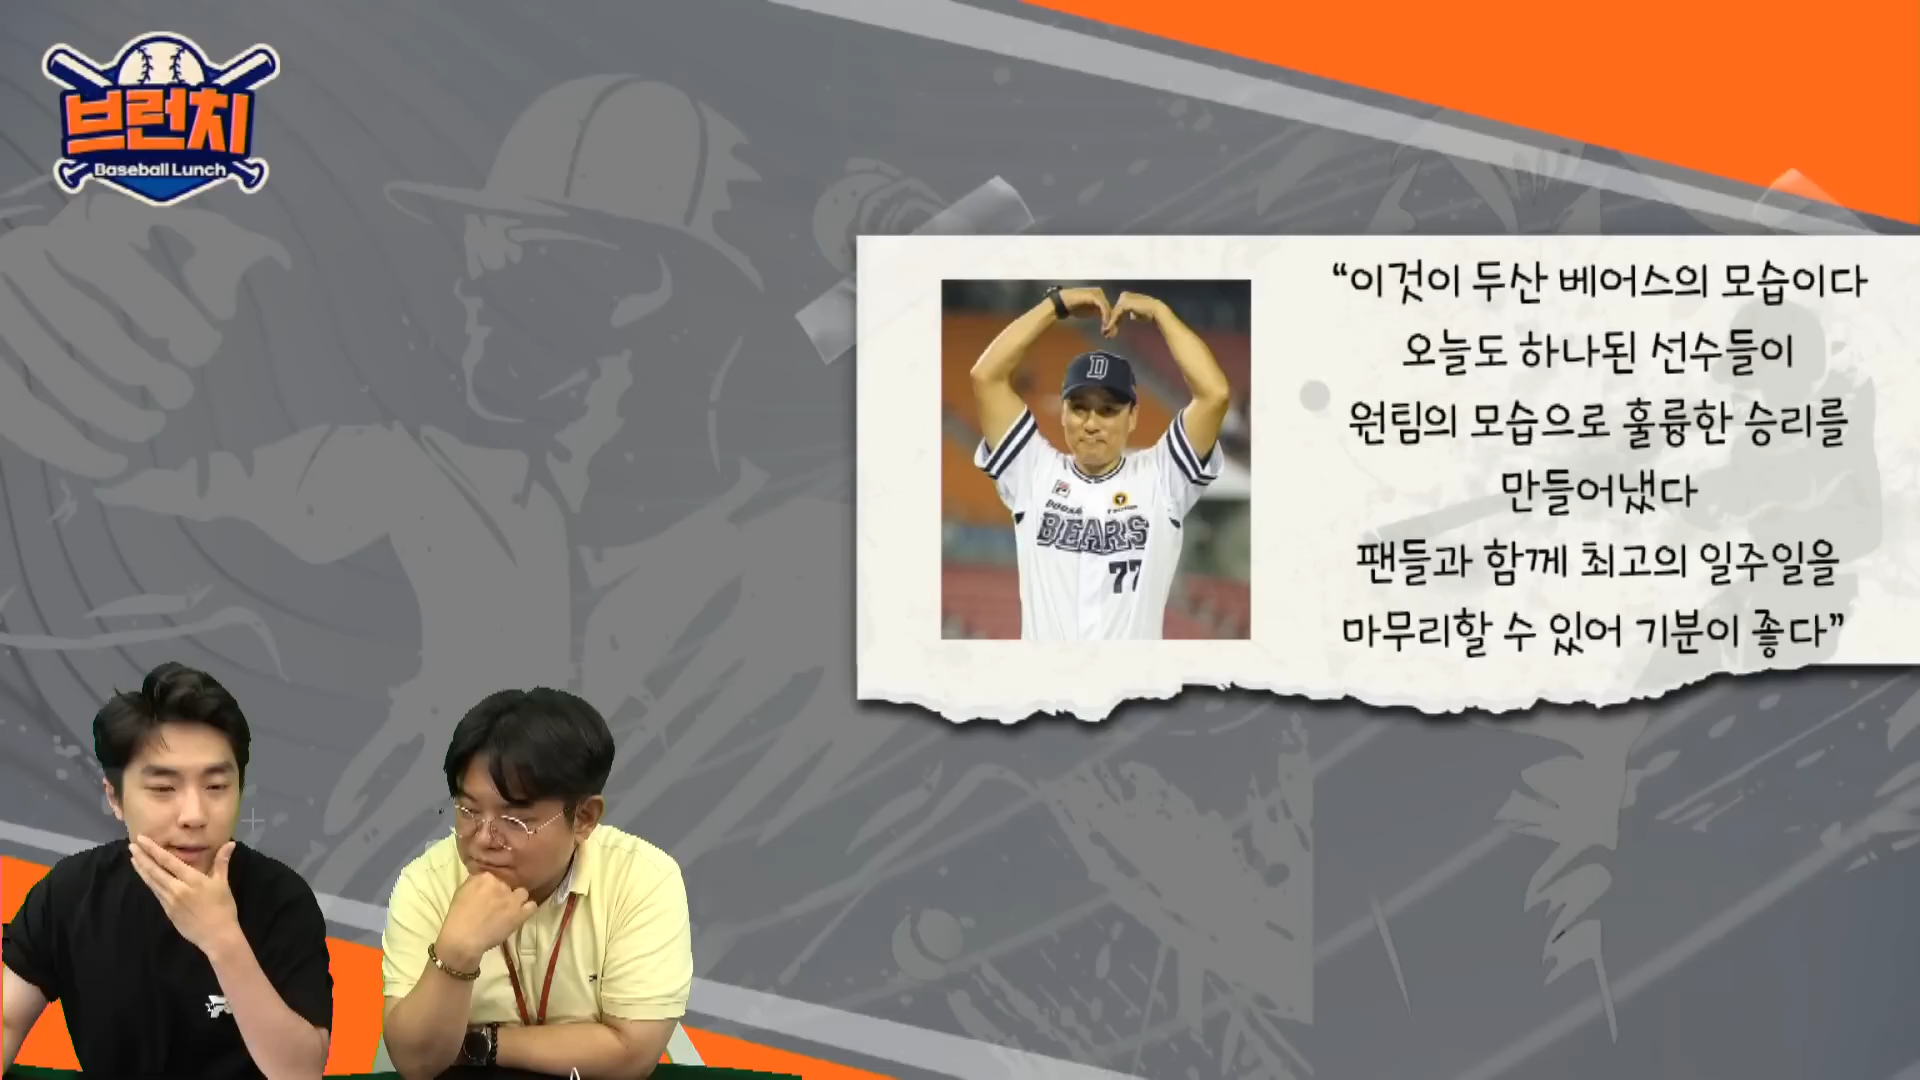 브런치
Baseball Lunch
“이것이 두산 베어스의 모습이다
오늘도 하나된 선수들이
원팀의 모습으로 훌륭한 승리를
만들어냈다
팬들과 함께 최고의 일주일을
마무리할 수 있어 기분이 좋다”
D
DOOSAN
BEARS
77